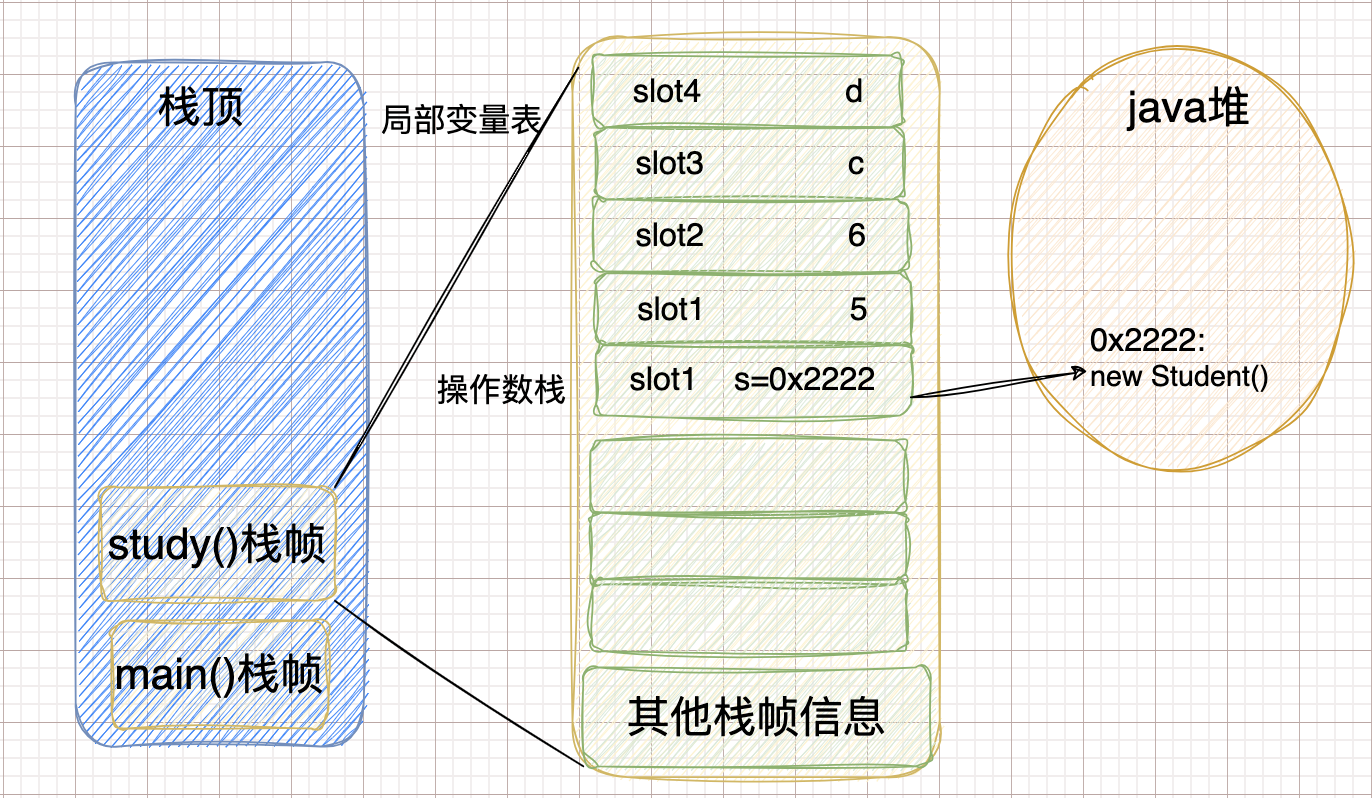 栈顶
study()栈帧
main()栈帧
局部变量表
操作数栈
slot4 d
slot3 c
slot2 6
slot1 5
slot1 s=0x2222
其他栈帧信息
java堆
0x2222:
new Student()